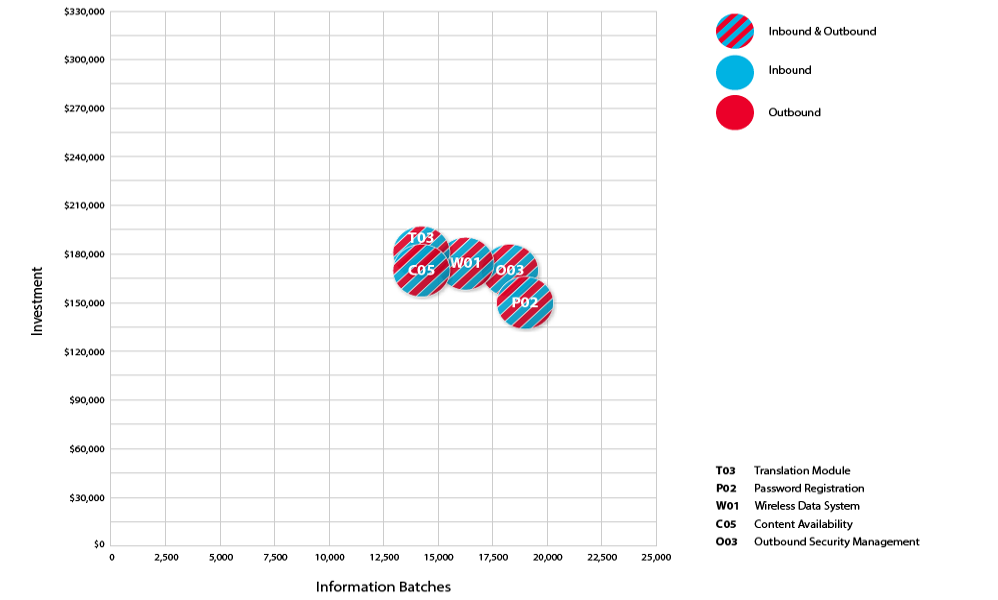 $330,000
$300,000
$270,000
$240,000
$210,000
$180,000
$150,000
$120,000
$90,000
$60,000
$30,000
$0
Investment
0 2,500 5,000 7,500 10,000 12,500 15,000 17,500 20,000 22,500 25,000
Information Batches
T03
C05
W01
O03
P02
Inbound & Outbound
Inbound
Outbound
T03 Translation Module
P02 Password Registration
W01 Wireless Data System
C05 Content Availability
O03 Outbound Security Management